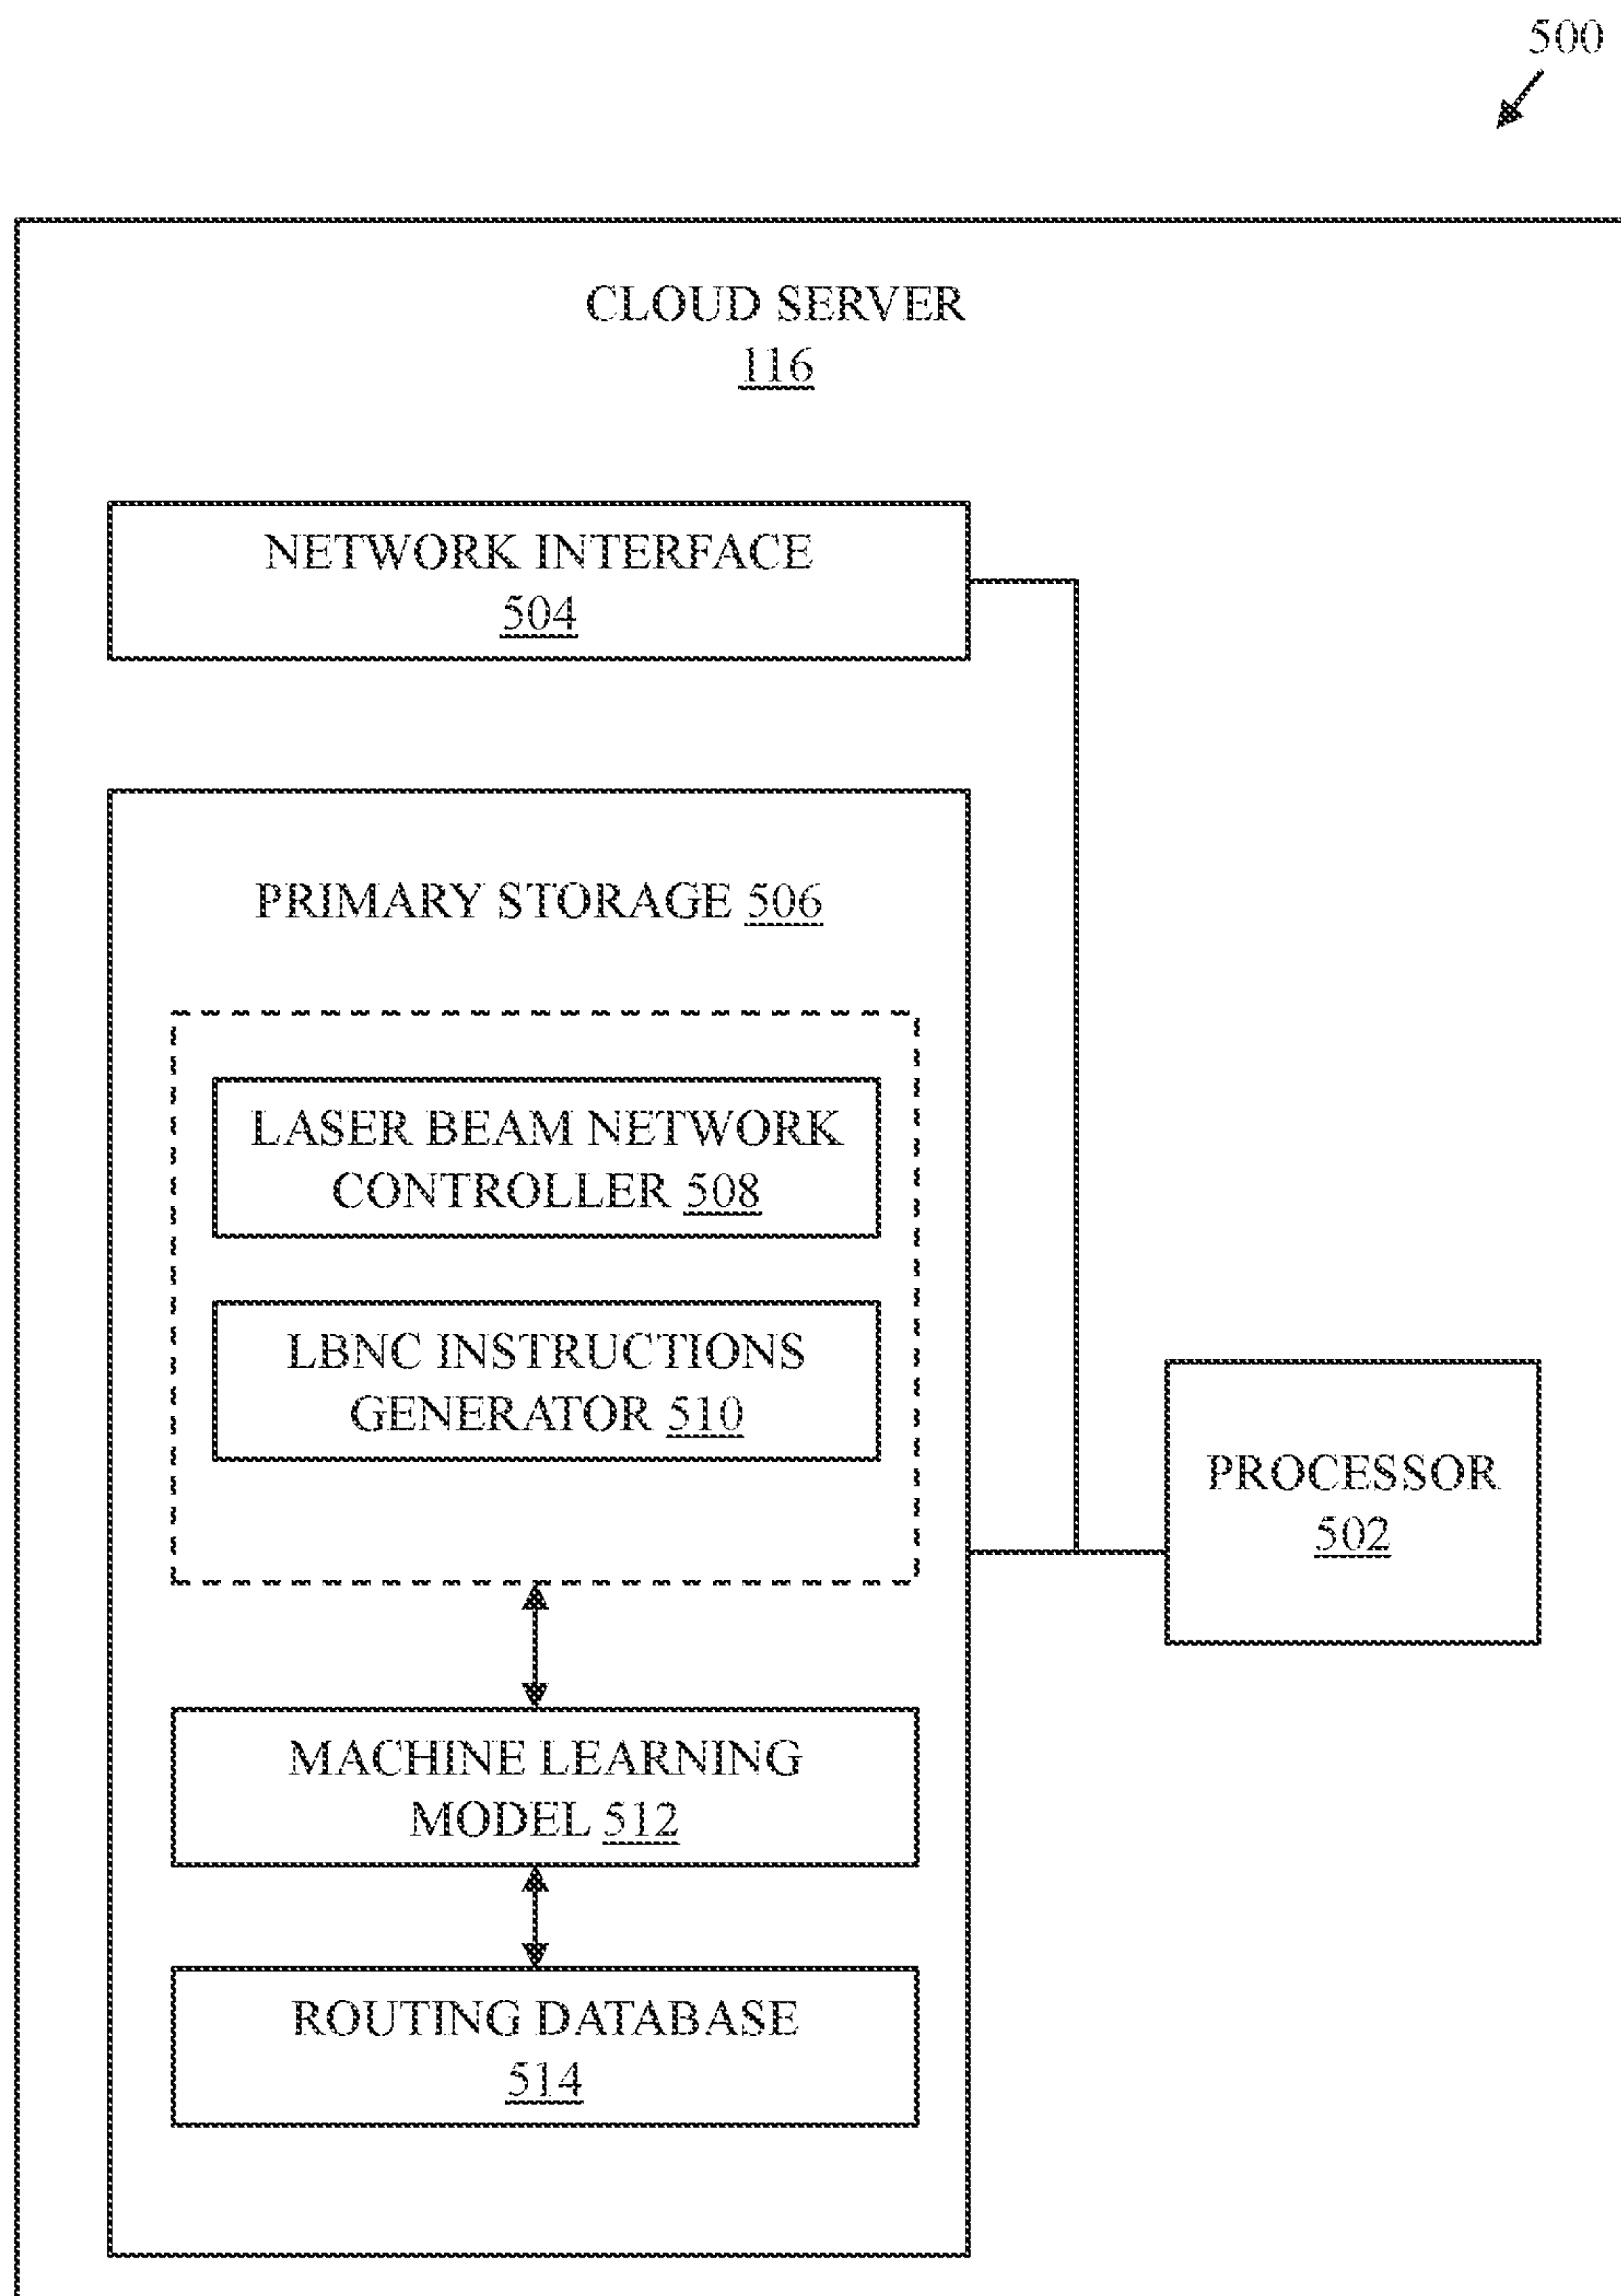 500
CLOUD SERVER
116
NETWORK INTERFACE
504
PRIMARY STORAGE 506
LASER BEAM NETWORK
CONTROLLER 508
LBNC INSTRUCTIONS
GENERATOR 510
PROCESSOR
502
MACHINE LEARNING
MODEL 512
ROUTING DATABASE
514